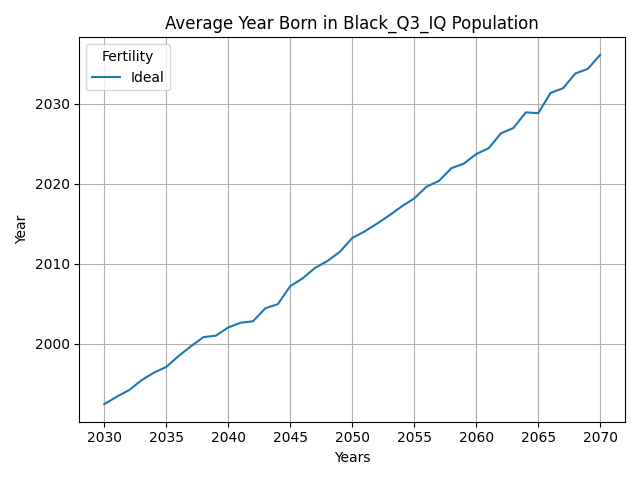 Average Year Born in Black_Q3_IQ Population
Fertility
Ideal
Year
2030
2020
2010
2000
2030 2035 2040 2045 2050 2055 2060 2065 2070
Years